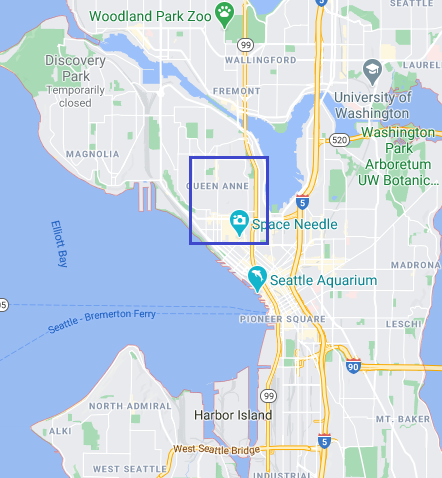 Woodland Park Zoo
5
99
WALLINGFORD
Discovery
Park
Temporarily
closed
LAUREL
FREMONT
University of
Washington
Washington
Park
Arboretum
UW Botanic...
520
MAGNOLIA
QUEEN ANNE
5
Space Needle
Elliott Bay
MADRONA
Seattle Aquarium
05
Seattle - Bremerton Ferry
PIONEER SQUARE
LESCHI
90
99
NORTH ADMIRAL
Harbor Island
MT. BAKER
ALKI
5
West Seattle Bridge
WEST SEATTLE
INDUSTRIAL